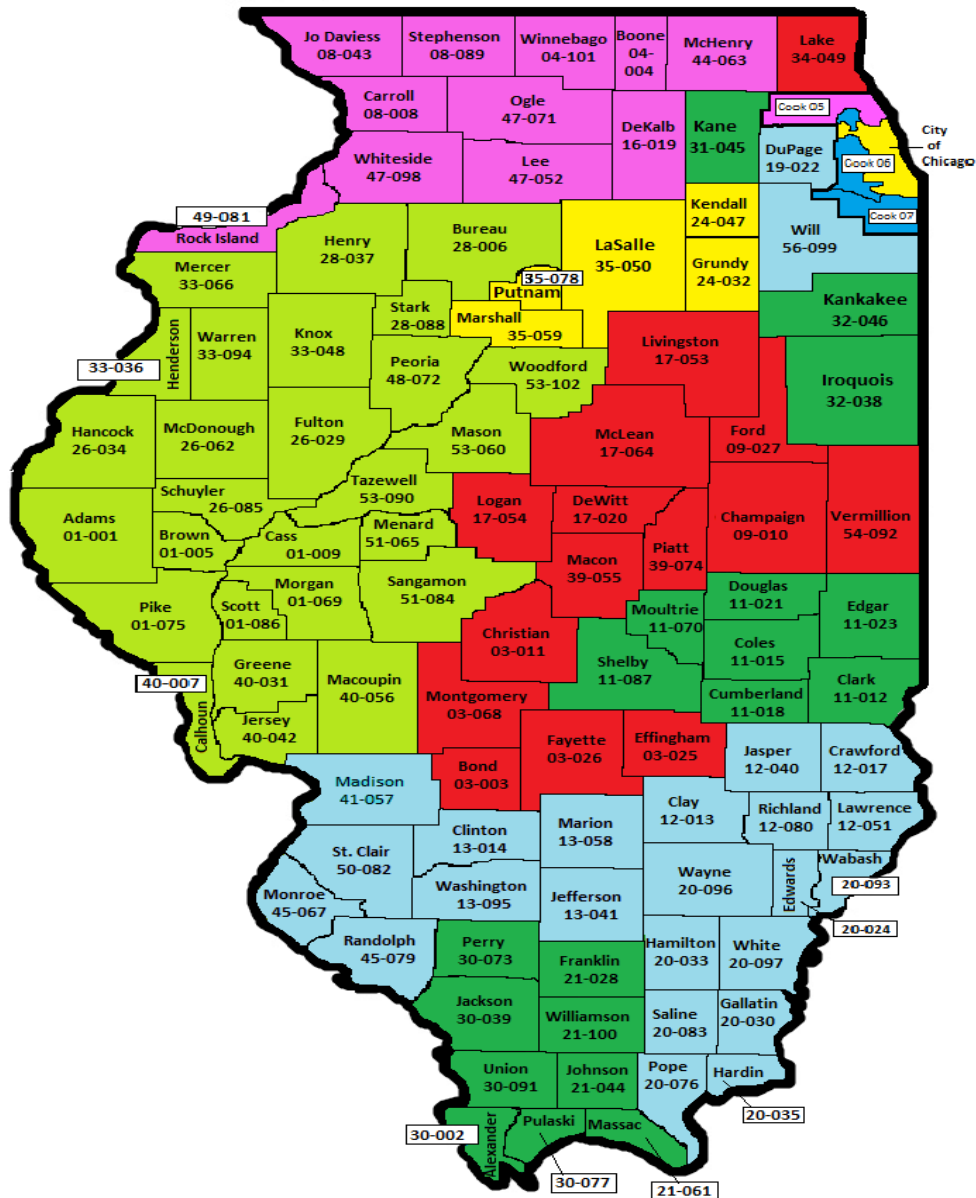 Jo Daviess
08-043
Stephenson
08-089
Winnebago
04-101
Boone
04-
004
McHenry
44-063
Lake
34-049
Carroll
08-008
Ogle
47-071
DeKalb
16-019
Kane
31-045
Cook 05
City
of
Chicago
DuPage
19-022
Cook 06
Whiteside
47-098
Lee
47-052
Kendall
24-047
Cook 07
Will
56-099
49-081
Rock Island
Henry
28-037
Bureau
28-006
LaSalle
35-050
Grundy
24-032
Mercer
33-066
35-078
Putnam
Kankakee
32-046
Stark
28-088
Marshall
35-059
Henderson
33-036
Warren
33-094
Knox
33-048
Peoria
48-072
Woodford
53-102
Livingston
17-053
Iroquois
32-038
Hancock
26-034
McDonough
26-062
Fulton
26-029
Mason
53-060
McLean
17-064
Ford
09-027
Schuyler
26-085
Tazewell
53-090
Logan
17-054
DeWitt
17-020
Champaign
09-010
Vermillion
54-092
Adams
01-001
Brown
01-005
Cass
01-009
Menard
51-065
Macon
39-055
Piatt
39-074
Pike
01-075
Scott
01-086
Morgan
01-069
Sangamon
51-084
Christian
03-011
Moultrie
11-070
Douglas
11-021
Edgar
11-023
Coles
11-015
Shelby
11-087
40-007
Calhoun
Greene
40-031
Macoupin
40-056
Montgomery
03-068
Cumberland
11-018
Clark
11-012
Jersey
40-042
Fayette
03-026
Effingham
03-025
Jasper
12-040
Crawford
12-017
Madison
41-057
Bond
03-003
Clay
12-013
Richland
12-080
Lawrence
12-051
Clinton
13-014
Marion
13-058
St. Clair
50-082
Wayne
20-096
Edwards
Wabash
20-093
20-024
Monroe
45-067
Washington
13-095
Jefferson
13-041
Randolph
45-079
Perry
30-073
Franklin
21-028
Hamilton
20-033
White
20-097
Jackson
30-039
Williamson
21-100
Saline
20-083
Gallatin
20-030
Union
30-091
Johnson
21-044
Pope
20-076
Hardin
20-035
30-002
Alexander
Pulaski
30-077
Massac
21-061